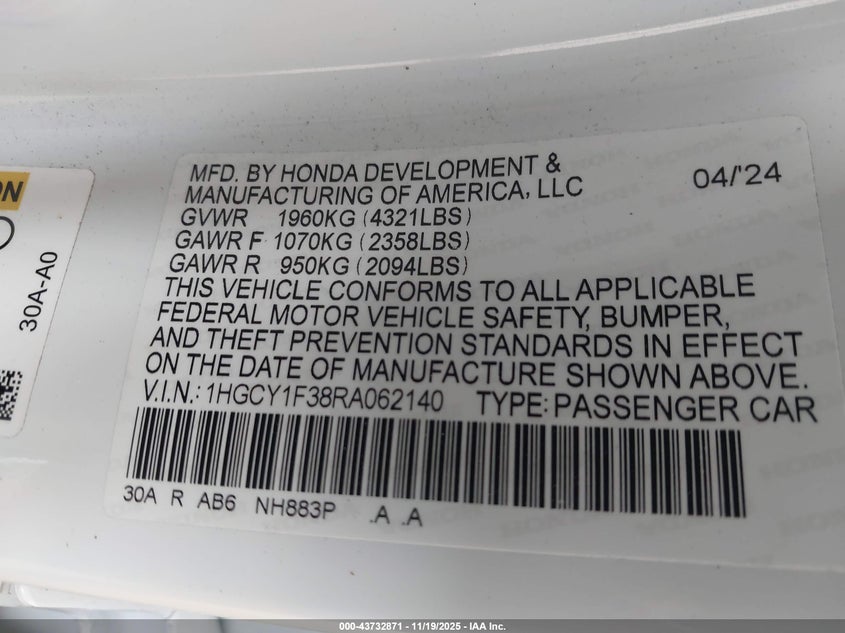 MFD. BY HONDA DEVELOPMENT &
MANUFACTURING OF AMERICA, LLC
04/'24
GVWR 1960KG (4321LBS)
GAWR F 1070KG (2358LBS)
GAWR R 950KG (2094LBS)
THIS VEHICLE CONFORMS TO ALL APPLICABLE
FEDERAL MOTOR VEHICLE SAFETY, BUMPER,
AND THEFT PREVENTION STANDARDS IN EFFECT
ON THE DATE OF MANUFACTURE SHOWN ABOVE.
V.I.N.: 1HGCY1F38RA062140 TYPE: PASSENGER CAR
30A R AB6 NH883P .A .A
30A-A0
000-43732871 - 11/19/2025 - IAA Inc.